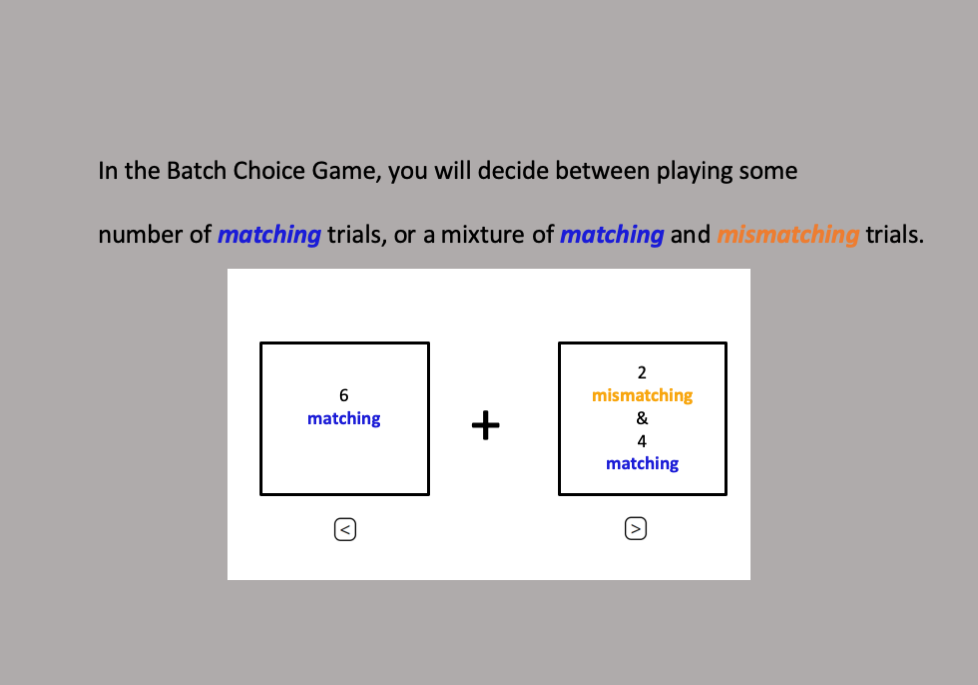 In the Batch Choice Game, you will decide between playing some
number of matching trials, or a mixture of matching and mismatching trials.
6
matching
+
2
mismatching
&
4
matching
<
>